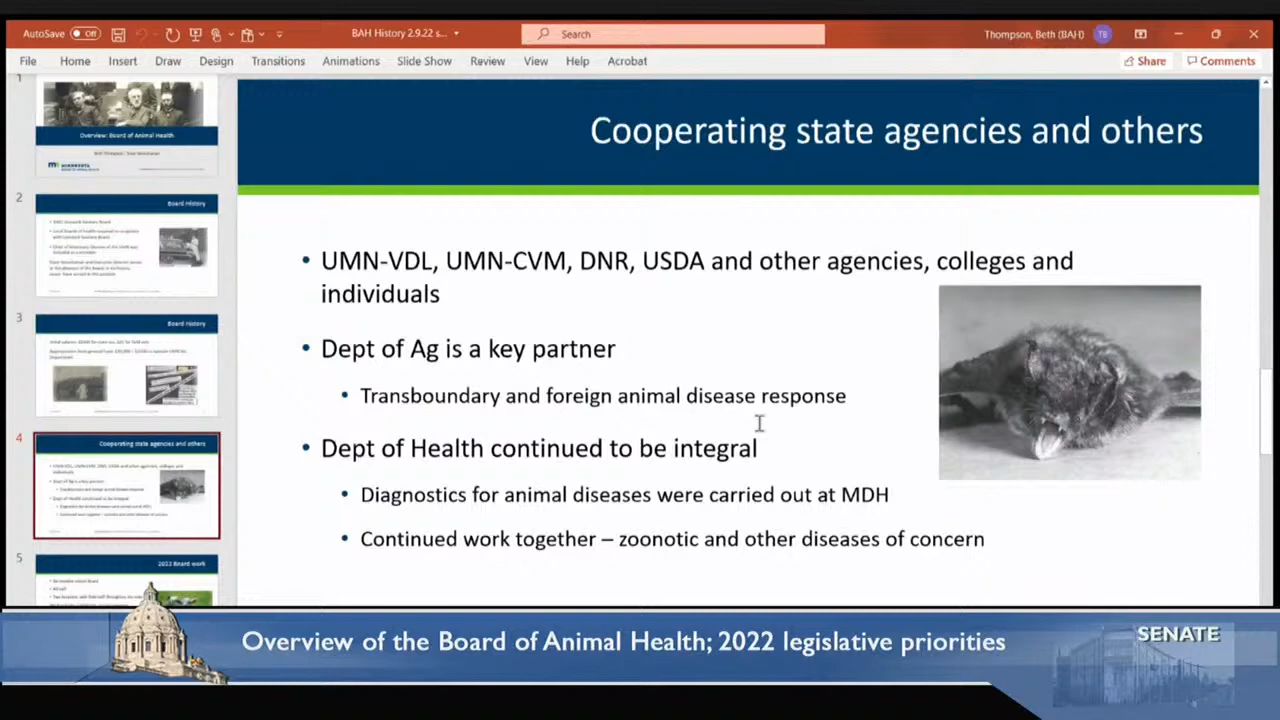 AutoSave Off
BAH History 2.9.22 s...
Search
Thompson, Beth (BAH)
TB
File Home Insert Draw Design Transitions Animations Slide Show Review View Help Acrobat
Share
Comments
1
Overview: Board of Animal Health
2
Board History
3
Board History
4
Cooperating state agencies and others
5
2022 Board work
Cooperating state agencies and others
• UMN-VDL, UMN-CVM, DNR, USDA and other agencies, colleges and
individuals
• Dept of Ag is a key partner
• Transboundary and foreign animal disease response
• Dept of Health continued to be integral
• Diagnostics for animal diseases were carried out at MDH
• Continued work together – zoonotic and other diseases of concern
Overview of the Board of Animal Health; 2022 legislative priorities
SENATE